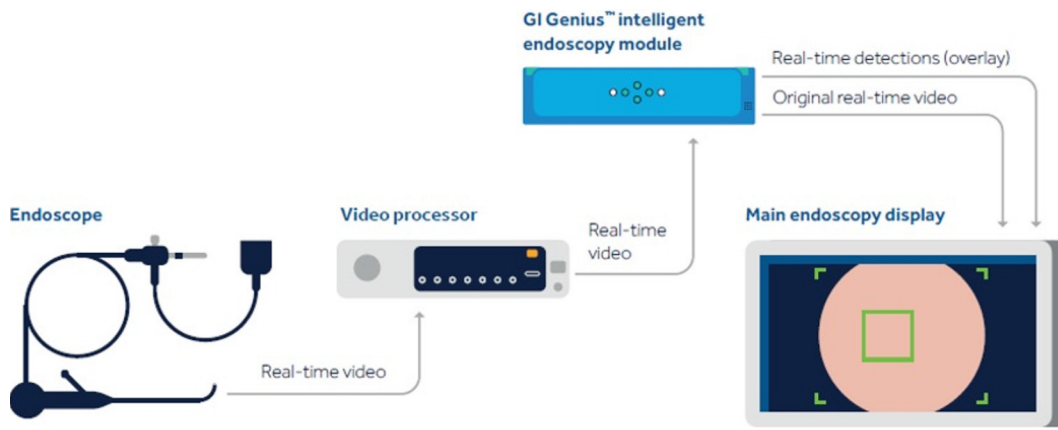 GI Genius™ intelligent
endoscopy module
Real-time detections (overlay)
Original real-time video
Endoscope
Video processor
Real-time
video
Main endoscopy display
Real-time video